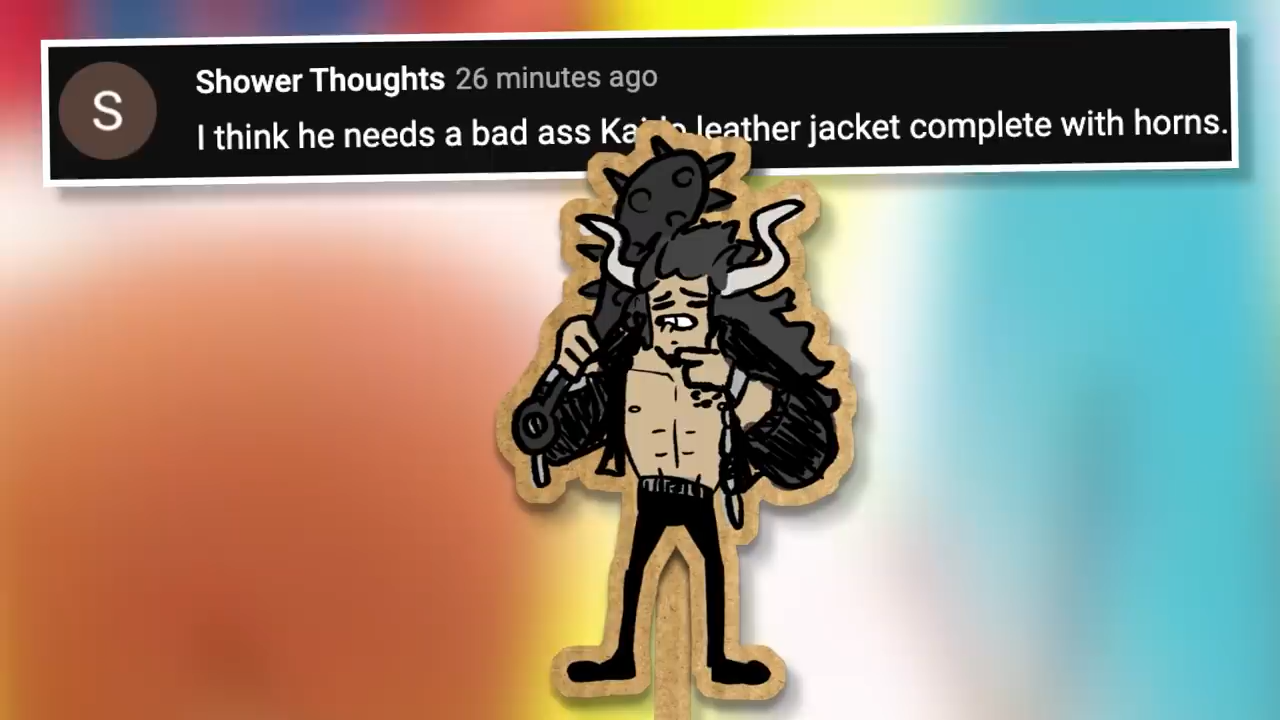 S
Shower Thoughts 26 minutes ago
I think he needs a bad ass leather jacket complete with horns.